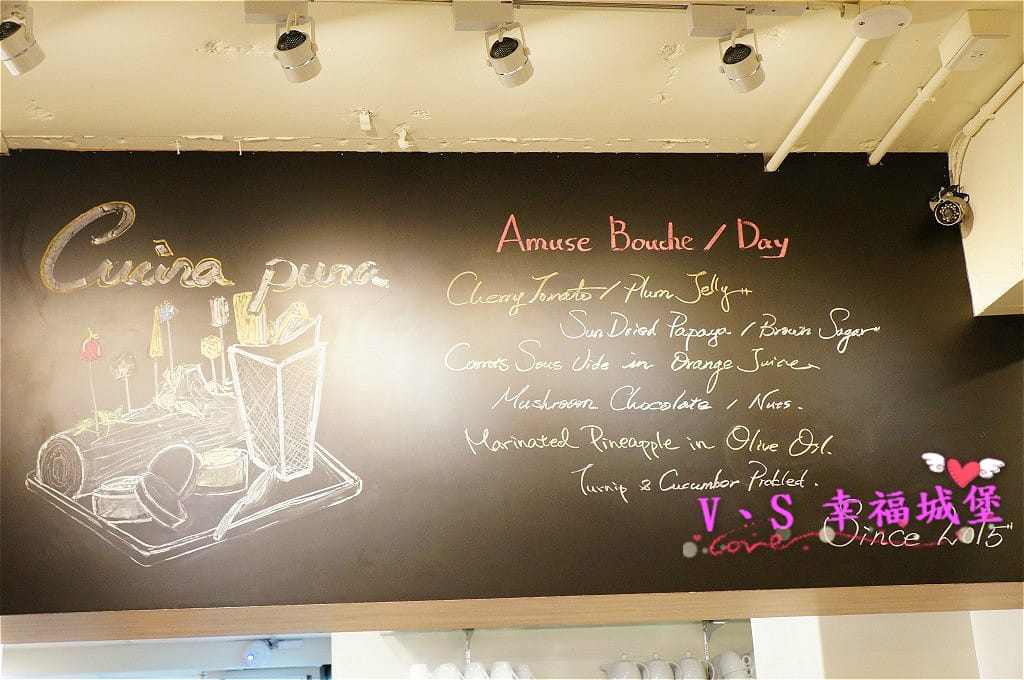 Cucina pura
Amuse Bouche / Day
Cherry Tomato / Plum Jelly"
Sun Dried Papaya / Brown Sugar"
Carrots Sous Vide in Orange Juice
Mushroom Chocolate / Nuts.
Marinated Pineapple in Olive Oil.
Turnip & Cucumber Pickled.
V、S 幸福城堡
Since 2015"